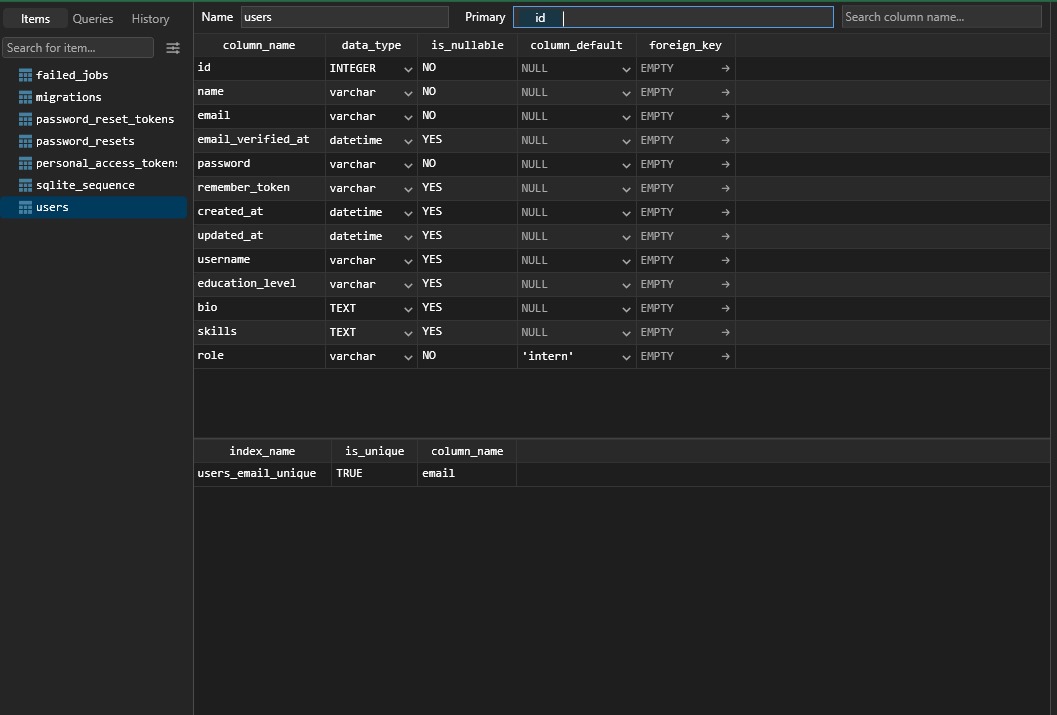 Items Queries History
Name users Primary id Search column name...
Search for item...
failed_jobs
migrations
password_reset_tokens
password_resets
personal_access_tokens
sqlite_sequence
users
column_name data_type is_nullable column_default foreign_key
id INTEGER NO NULL EMPTY
name varchar NO NULL EMPTY
email varchar NO NULL EMPTY
email_verified_at datetime YES NULL EMPTY
password varchar NO NULL EMPTY
remember_token varchar YES NULL EMPTY
created_at datetime YES NULL EMPTY
updated_at datetime YES NULL EMPTY
username varchar YES NULL EMPTY
education_level varchar YES NULL EMPTY
bio TEXT YES NULL EMPTY
skills TEXT YES NULL EMPTY
role varchar NO 'intern' EMPTY
index_name is_unique column_name
users_email_unique TRUE email